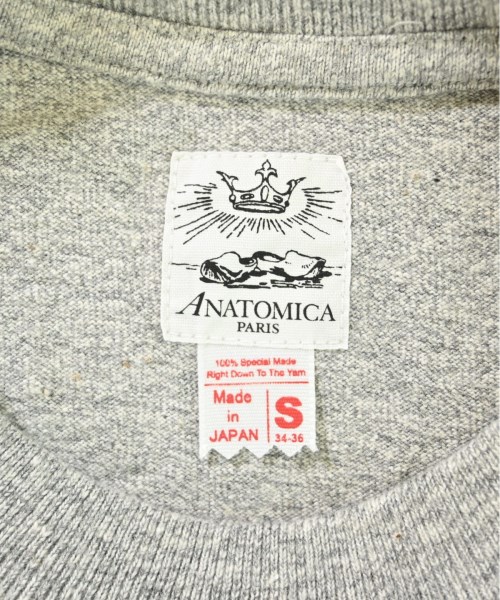 ANATOMICA
PARIS
100% Special Made
Right Down To The Yarn
Made
in
JAPAN
S
34-36